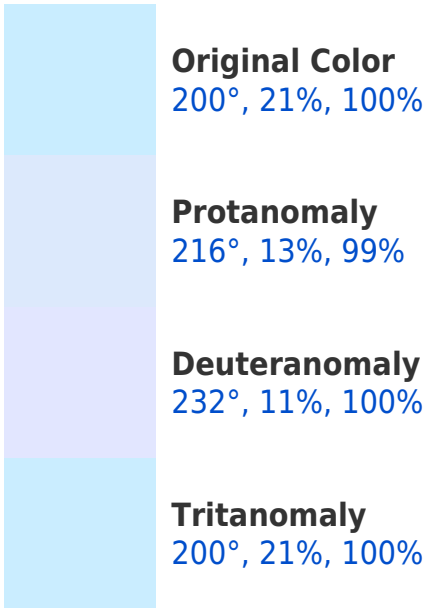 Original Color
200°, 21%, 100%
Protanomaly
216°, 13%, 99%
Deuteranomaly
232°, 11%, 100%
Tritanomaly
200°, 21%, 100%